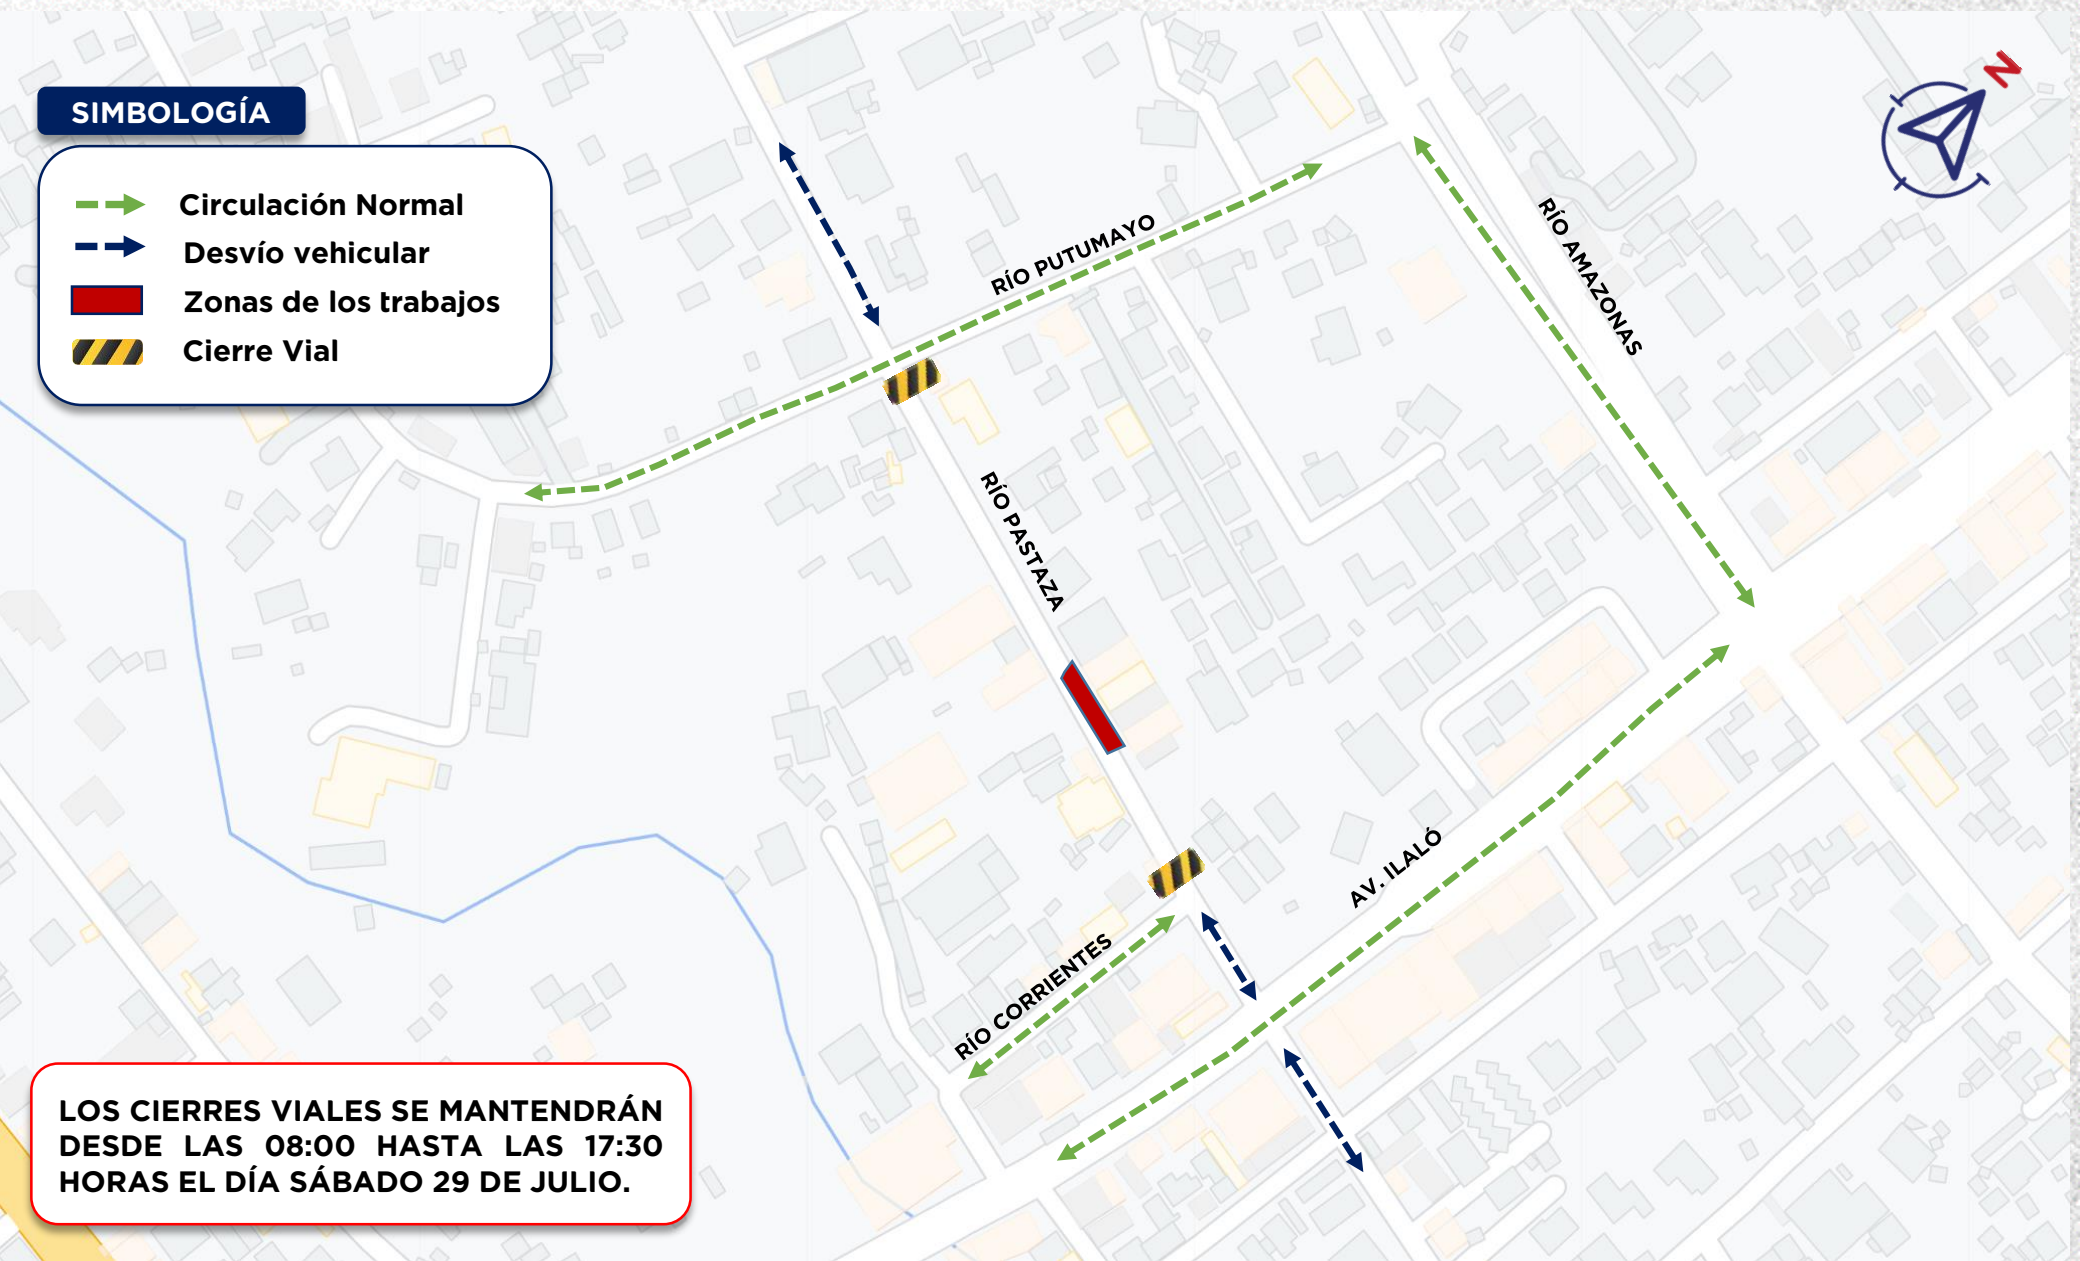 SIMBOLOGÍA
Circulación Normal
Desvío vehicular
Zonas de los trabajos
Cierre Vial
N
RÍO PUTUMAYO
RÍO AMAZONAS
RÍO PASTAZA
AV. ILALÓ
RÍO CORRIENTES
LOS CIERRES VIALES SE MANTENDRÁN
DESDE LAS 08:00 HASTA LAS 17:30
HORAS EL DÍA SÁBADO 29 DE JULIO.